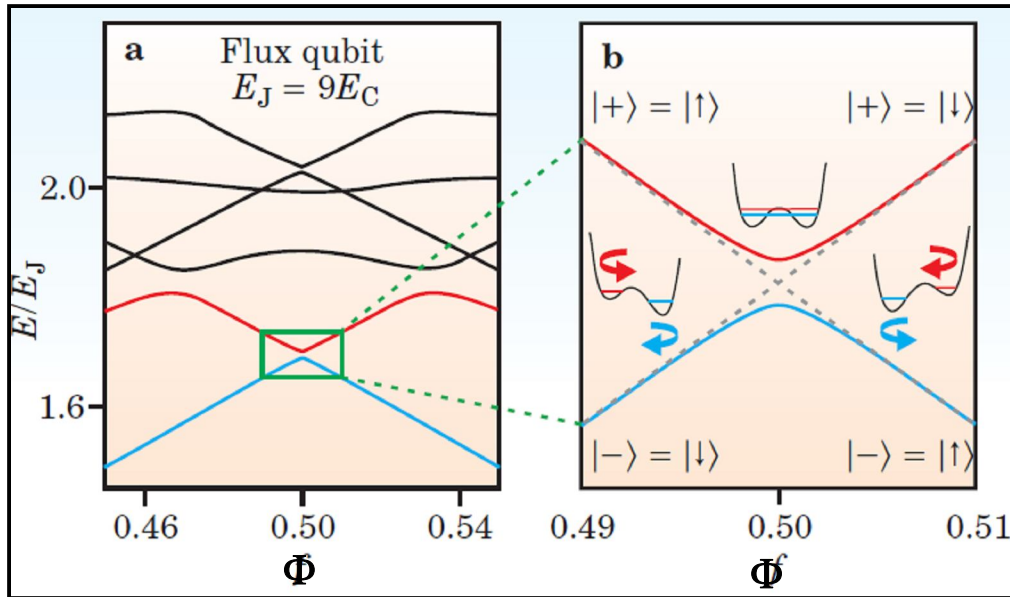 a
Flux qubit
E_J = 9E_C
2.0
1.6
E/E_J
0.46
0.50
0.54
Φ
b
|+⟩ = |↑⟩
|+⟩ = |↓⟩
|−⟩ = |↓⟩
|−⟩ = |↑⟩
0.49
0.50
0.51
Φ